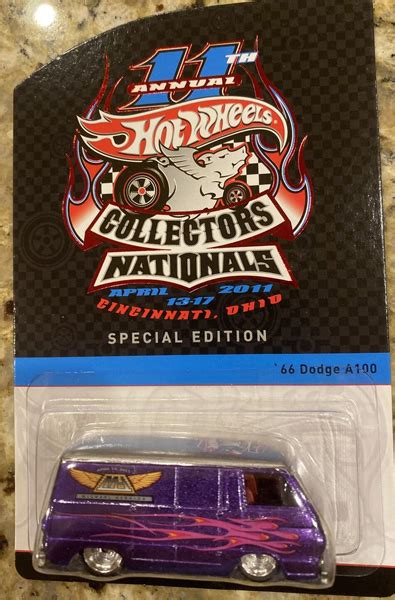 11TH
ANNUAL
Hot Wheels
COLLECTORS
NATIONALS
APRIL 13-17 2011
CINCINNATI, OHIO
SPECIAL EDITION
'66 Dodge A100